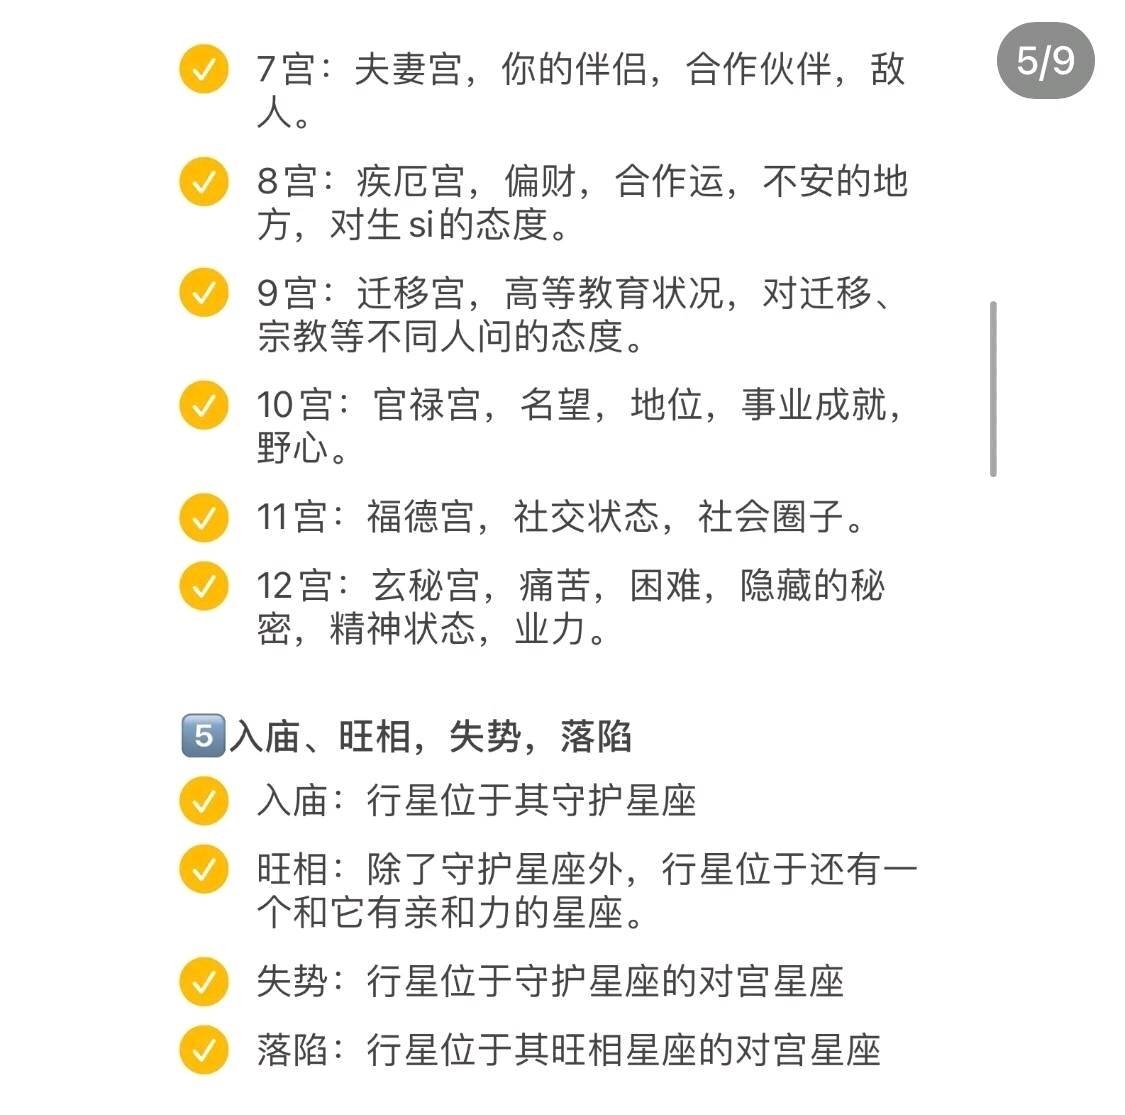 5/9
7宫：夫妻宫，你的伴侣，合作伙伴，敌
人。
8宫：疾厄宫，偏财，合作运，不安的地
方，对生si的态度。
9宫：迁移宫，高等教育状况，对迁移、
宗教等不同人问的态度。
10宫：官禄宫，名望，地位，事业成就，
野心。
11宫：福德宫，社交状态，社会圈子。
12宫：玄秘宫，痛苦，困难，隐藏的秘
密，精神状态，业力。
5入庙、旺相，失势，落陷
入庙：行星位于其守护星座
旺相：除了守护星座外，行星位于还有一
个和它有亲和力的星座。
失势：行星位于守护星座的对宫星座
落陷：行星位于其旺相星座的对宫星座